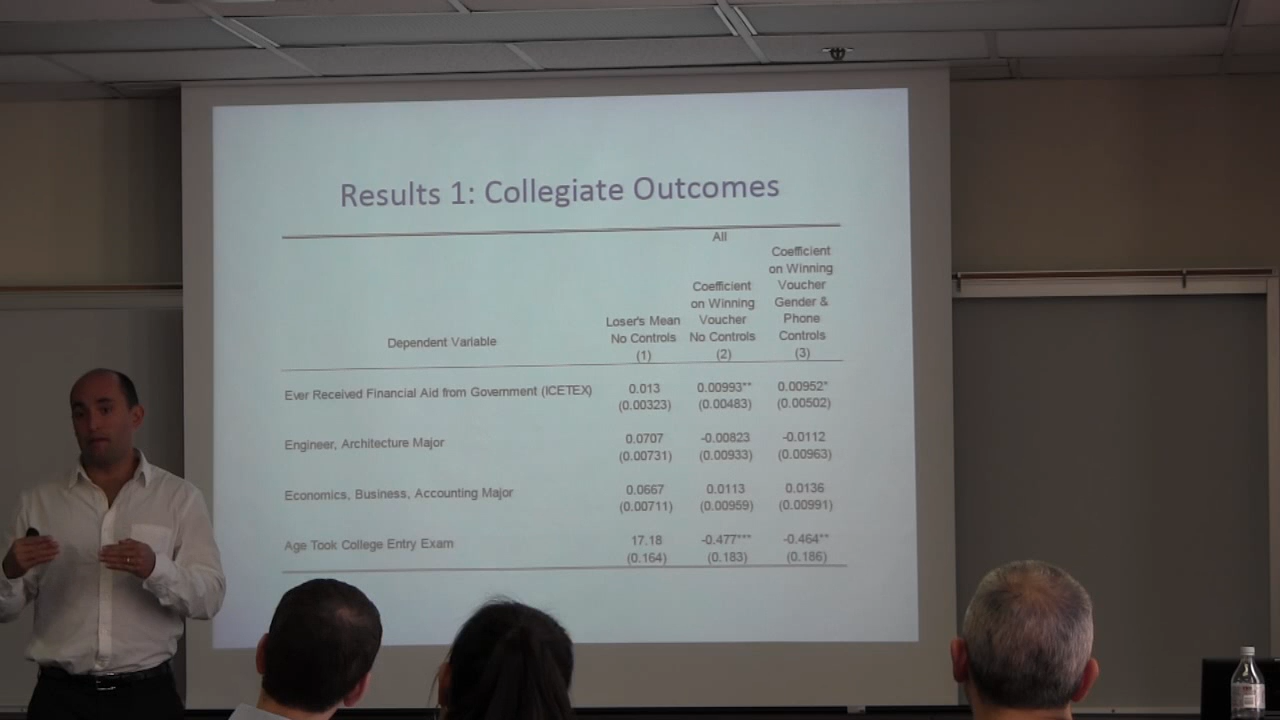 Results 1: Collegiate Outcomes
All
Dependent Variable
Loser's Mean
No Controls
(1)
Coefficient
on Winning
Voucher
No Controls
(2)
Coefficient
on Winning
Voucher
Gender &
Phone
Controls
(3)
Ever Received Financial Aid from Government (ICETEX) 0.013 0.00993** 0.00952*
(0.00323) (0.00483) (0.00502)
Engineer, Architecture Major 0.0707 -0.00823 -0.0112
(0.00731) (0.00933) (0.00963)
Economics, Business, Accounting Major 0.0667 0.0113 0.0136
(0.00711) (0.00959) (0.00991)
Age Took College Entry Exam 17.18 -0.477*** -0.464**
(0.164) (0.183) (0.186)